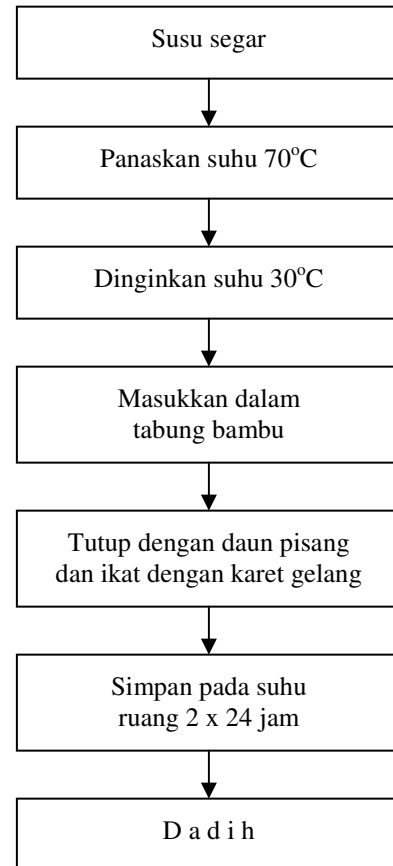 Susu segar
Panaskan suhu 70°C
Dinginkan suhu 30°C
Masukkan dalam
tabung bambu
Tutup dengan daun pisang
dan ikat dengan karet gelang
Simpan pada suhu
ruang 2 x 24 jam
D a d i h